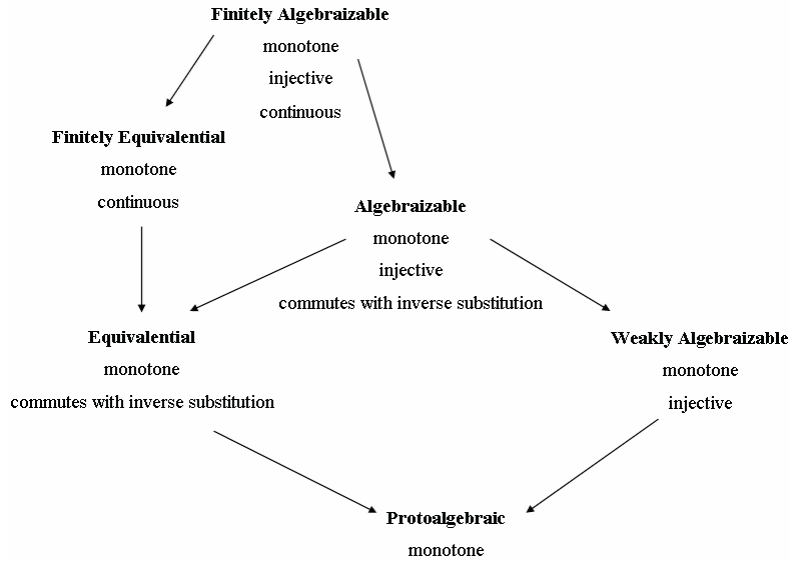 Finitely Algebraizable
monotone
injective
continuous
Finitely Equivalential
monotone
continuous
Algebraizable
monotone
injective
commutes with inverse substitution
Equivalential
monotone
commutes with inverse substitution
Weakly Algebraizable
monotone
injective
Protoalgebraic
monotone